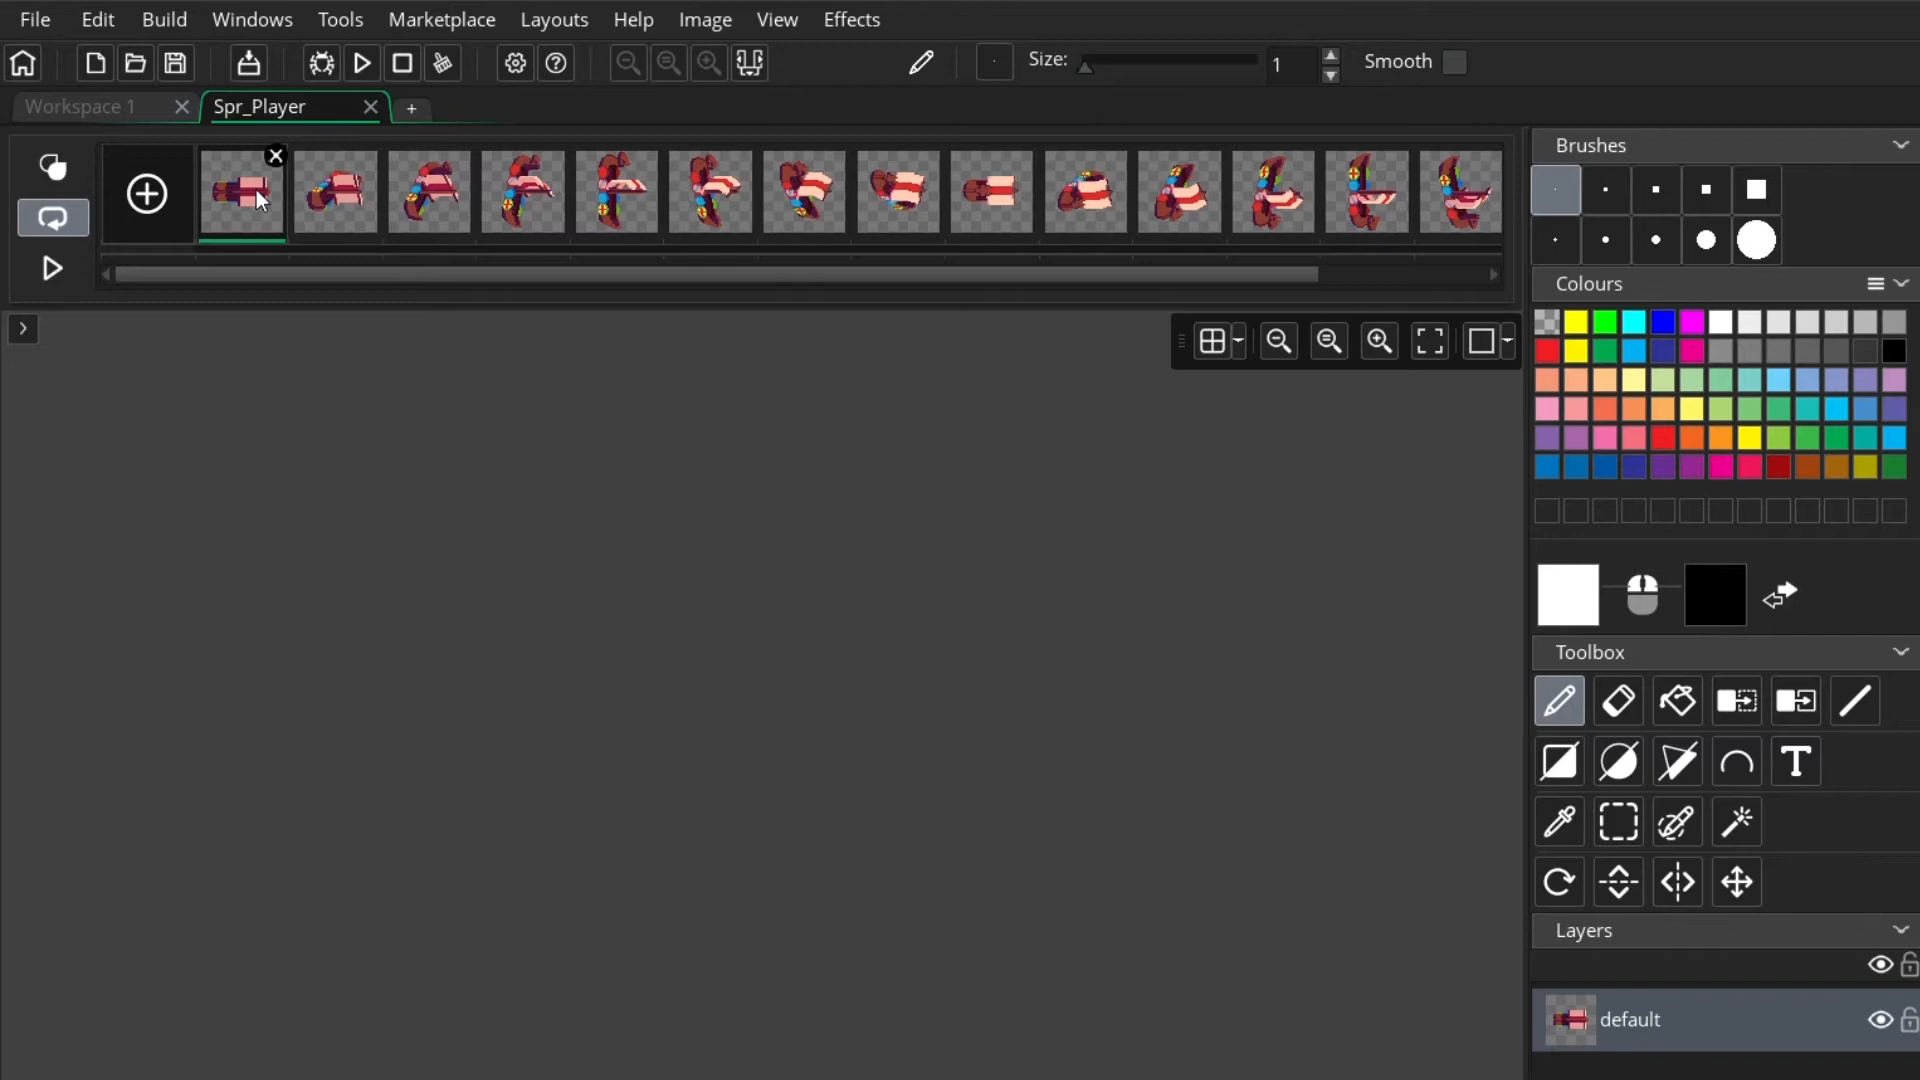 File Edit Build Windows Tools Marketplace Layouts Help Image View Effects
Size: 1 Smooth
Workspace 1 Spr_Player
Brushes
Colours
Toolbox
T
Layers
default